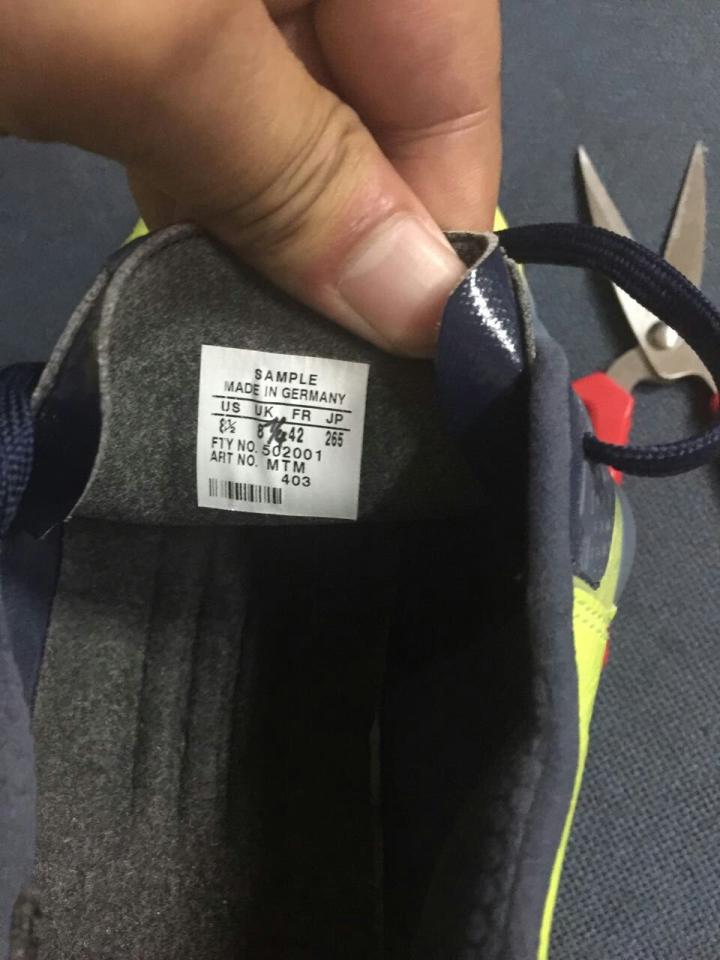 SAMPLE
MADE IN GERMANY
US UK FR JP
8½ 8 42 265
FTY NO. 502001
ART NO. MTM
403